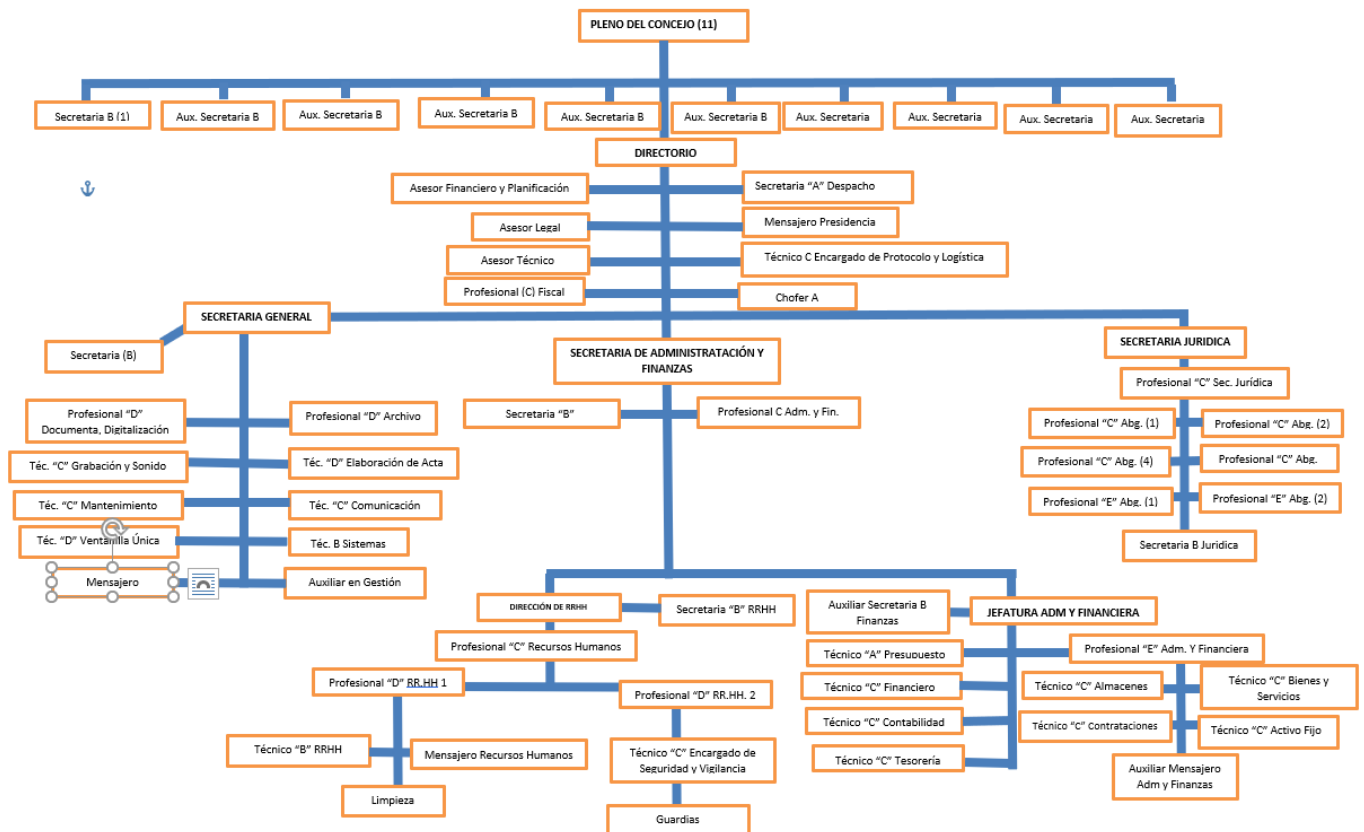 PLENO DEL CONCEJO (11)
Secretaria B (1)
Aux. Secretaria B
Aux. Secretaria B
Aux. Secretaria B
Aux. Secretaria B
Aux. Secretaria B
Aux. Secretaria
Aux. Secretaria
Aux. Secretaria
Aux. Secretaria
DIRECTORIO
Asesor Financiero y Planificación
Secretaria “A” Despacho
Asesor Legal
Mensajero Presidencia
Asesor Técnico
Técnico C Encargado de Protocolo y Logística
Profesional (C) Fiscal
Chofer A
SECRETARIA GENERAL
Secretaria (B)
Profesional “D”
Documenta, Digitalización
Profesional “D” Archivo
Téc. “C” Grabación y Sonido
Téc. “D” Elaboración de Acta
Téc. “C” Mantenimiento
Téc. “C” Comunicación
Téc. “D” Ventanilla Única
Téc. B Sistemas
Mensajero
Auxiliar en Gestión
SECRETARIA DE ADMINISTRATACIÓN Y
FINANZAS
Secretaria “B”
Profesional C Adm. y Fin.
SECRETARIA JURIDICA
Profesional “C” Sec. Jurídica
Profesional “C” Abg. (1)
Profesional “C” Abg. (2)
Profesional “C” Abg. (4)
Profesional “C” Abg.
Profesional “E” Abg. (1)
Profesional “E” Abg. (2)
Secretaria B Juridica
DIRECCIÓN DE RRHH
Secretaria “B” RRHH
Profesional “C” Recursos Humanos
Profesional “D” RR.HH 1
Profesional “D” RR.HH. 2
Técnico “B” RRHH
Mensajero Recursos Humanos
Limpieza
Técnico “C” Encargado de
Seguridad y Vigilancia
Guardias
Auxiliar Secretaria B
Finanzas
JEFATURA ADM Y FINANCIERA
Técnico “A” Presupuesto
Profesional “E” Adm. Y Financiera
Técnico “C” Financiero
Técnico “C” Contabilidad
Técnico “C” Tesorería
Técnico “C” Almacenes
Técnico “C” Bienes y
Servicios
Técnico “C” Contrataciones
Técnico “C” Activo Fijo
Auxiliar Mensajero
Adm y Finanzas